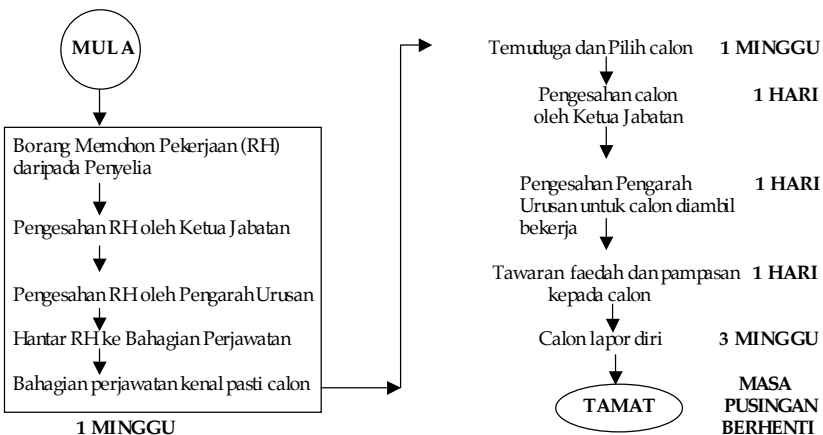 MULA
Borang Memohon Pekerjaan (RH)
daripada Penyelia
Pengesahan RH oleh Ketua Jabatan
Pengesahan RH oleh Pengarah Urusan
Hantar RH ke Bahagian Perjawatan
Bahagian perjawatan kenal pasti calon
1 MINGGU
Temuduga dan Pilih calon 1 MINGGU
Pengesahan calon 1 HARI
oleh Ketua Jabatan
Pengesahan Pengarah 1 HARI
Urusan untuk calon diambil
bekerja
Tawaran faedah dan pampasan 1 HARI
kepada calon
Calon lapor diri 3 MINGGU
TAMAT
MASA
PUSINGAN
BERHENTI